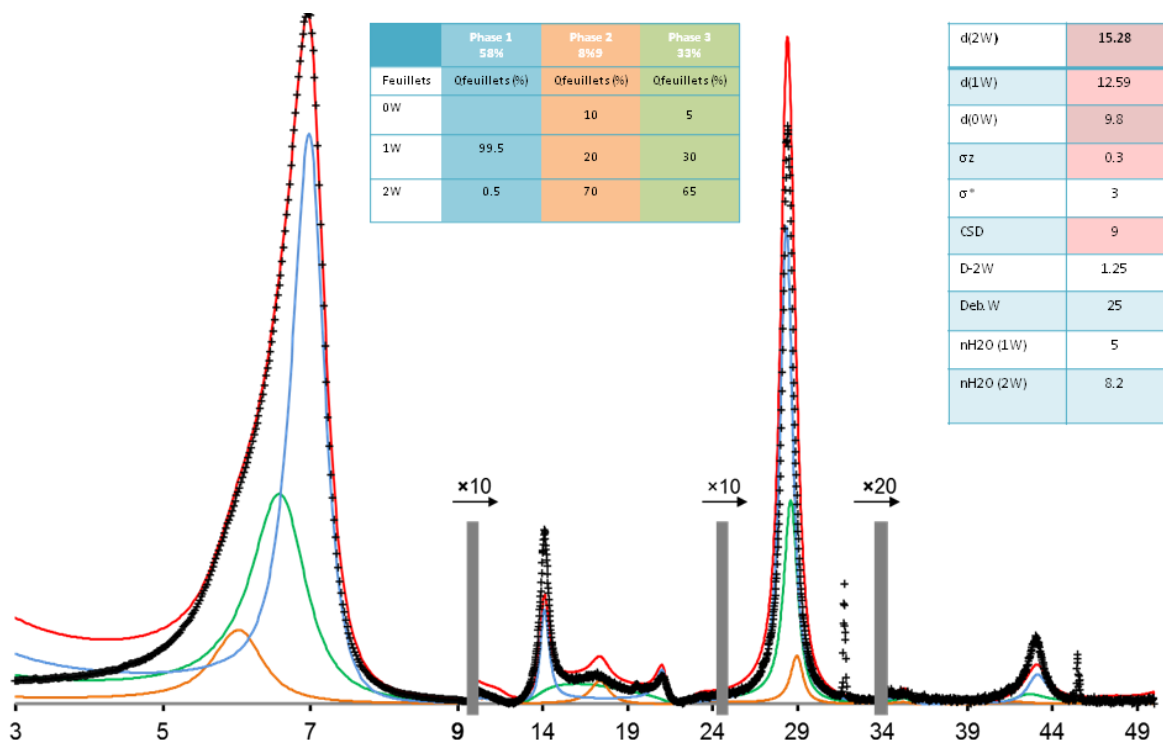 Phase 1 Phase 2 Phase 3
58% 8%9 33%
Feuillets Qfeuillets (%) Qfeuillets (%) Qfeuillets (%)
0W 10 5
1W 99.5 20 30
2W 0.5 70 65
d(2W) 15.28
d(1W) 12.59
d(0W) 9.8
σz 0.3
σ* 3
CSD 9
D-2W 1.25
Deb.W 25
nH2O (1W) 5
nH2O (2W) 8.2
×10 ×10 ×20
3 5 7 9 14 19 24 29 34 39 44 49